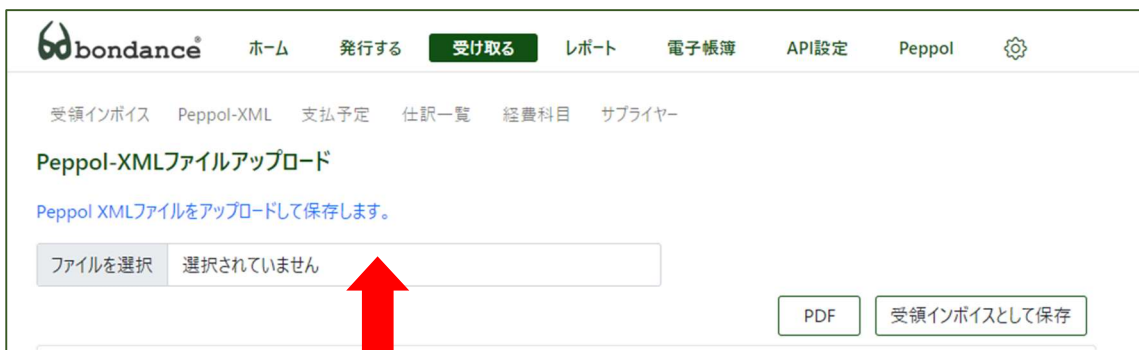 bondance® ホーム 発行する 受け取る レポート 電子帳簿 API設定 Peppol
受領インボイス Peppol-XML 支払予定 仕訳一覧 経費科目 サプライヤー
Peppol-XMLファイルアップロード
Peppol XMLファイルをアップロードして保存します。
ファイルを選択 選択されていません
PDF 受領インボイスとして保存